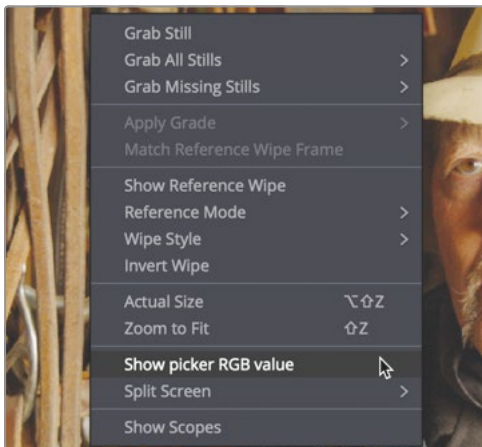 Grab Still
Grab All Stills >
Grab Missing Stills >
Apply Grade >
Match Reference Wipe Frame
Show Reference Wipe
Reference Mode >
Wipe Style >
Invert Wipe
Actual Size ⌥⇧Z
Zoom to Fit ⇧Z
Show picker RGB value
Split Screen >
Show Scopes